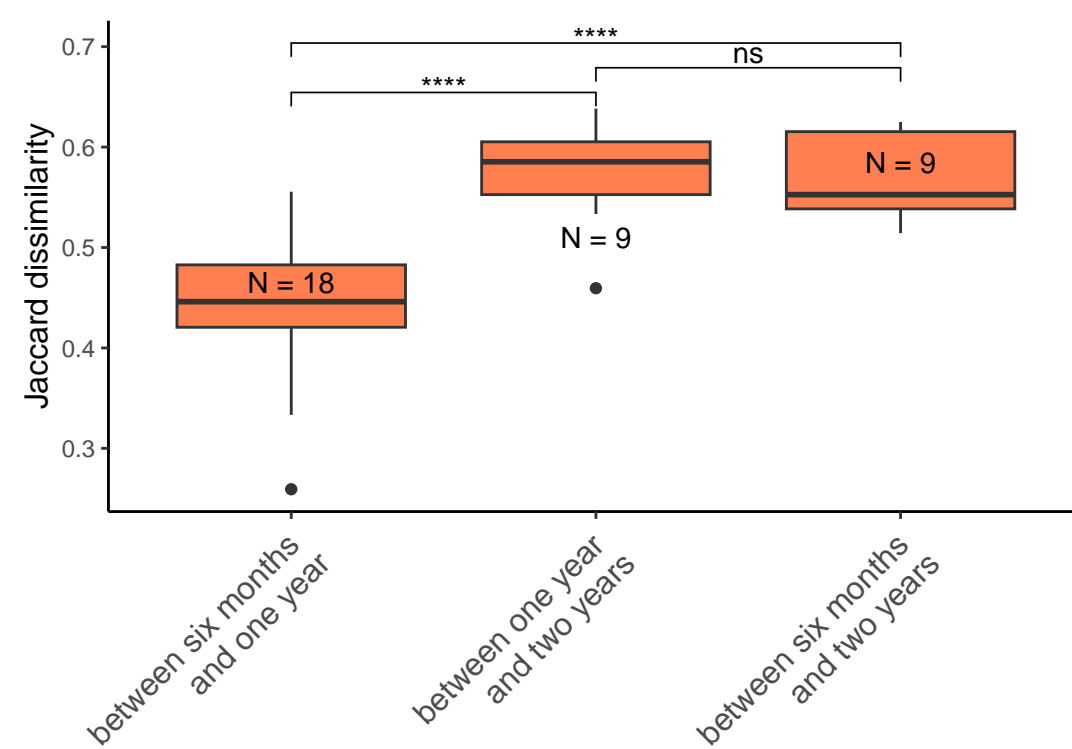 ****
ns
****
0.7
0.6
0.5
0.4
0.3
Jaccard dissimilarity
N = 18
N = 9
N = 9
between six months
and one year
between one year
and two years
between six months
and two years